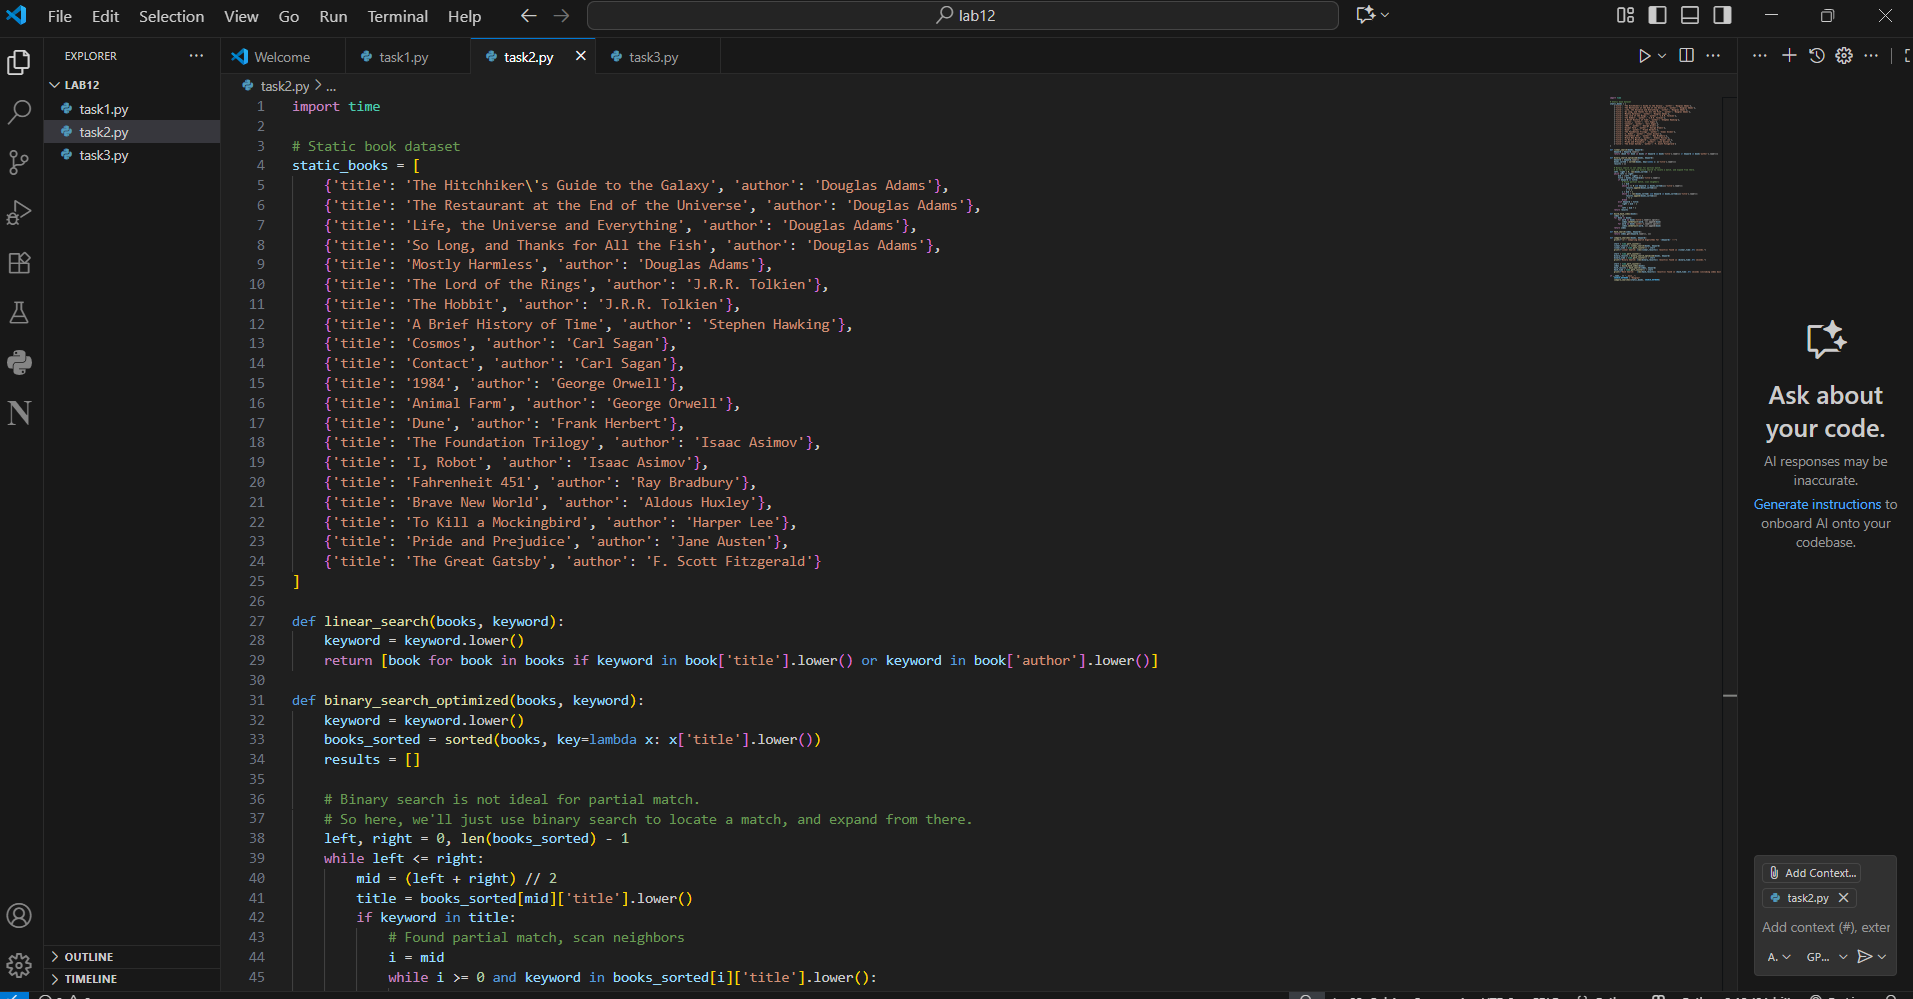 File Edit Selection View Go Run Terminal Help
lab12
EXPLORER
LAB12
task1.py
task2.py
task3.py
OUTLINE
TIMELINE
Welcome
task1.py
task2.py
task3.py
task2.py > ...
1 import time
2
3 # Static book dataset
4 static_books = [
5 {'title': 'The Hitchhiker\'s Guide to the Galaxy', 'author': 'Douglas Adams'},
6 {'title': 'The Restaurant at the End of the Universe', 'author': 'Douglas Adams'},
7 {'title': 'Life, the Universe and Everything', 'author': 'Douglas Adams'},
8 {'title': 'So Long, and Thanks for All the Fish', 'author': 'Douglas Adams'},
9 {'title': 'Mostly Harmless', 'author': 'Douglas Adams'},
10 {'title': 'The Lord of the Rings', 'author': 'J.R.R. Tolkien'},
11 {'title': 'The Hobbit', 'author': 'J.R.R. Tolkien'},
12 {'title': 'A Brief History of Time', 'author': 'Stephen Hawking'},
13 {'title': 'Cosmos', 'author': 'Carl Sagan'},
14 {'title': 'Contact', 'author': 'Carl Sagan'},
15 {'title': '1984', 'author': 'George Orwell'},
16 {'title': 'Animal Farm', 'author': 'George Orwell'},
17 {'title': 'Dune', 'author': 'Frank Herbert'},
18 {'title': 'The Foundation Trilogy', 'author': 'Isaac Asimov'},
19 {'title': 'I, Robot', 'author': 'Isaac Asimov'},
20 {'title': 'Fahrenheit 451', 'author': 'Ray Bradbury'},
21 {'title': 'Brave New World', 'author': 'Aldous Huxley'},
22 {'title': 'To Kill a Mockingbird', 'author': 'Harper Lee'},
23 {'title': 'Pride and Prejudice', 'author': 'Jane Austen'},
24 {'title': 'The Great Gatsby', 'author': 'F. Scott Fitzgerald'}
25 ]
26
27 def linear_search(books, keyword):
28 keyword = keyword.lower()
29 return [book for book in books if keyword in book['title'].lower() or keyword in book['author'].lower()]
30
31 def binary_search_optimized(books, keyword):
32 keyword = keyword.lower()
33 books_sorted = sorted(books, key=lambda x: x['title'].lower())
34 results = []
35
36 # Binary search is not ideal for partial match.
37 # So here, we'll just use binary search to locate a match, and expand from there.
38 left, right = 0, len(books_sorted) - 1
39 while left <= right:
40 mid = (left + right) // 2
41 title = books_sorted[mid]['title'].lower()
42 if keyword in title:
43 # Found partial match, scan neighbors
44 i = mid
45 while i >= 0 and keyword in books_sorted[i]['title'].lower():
Ask about
your code.
AI responses may be
inaccurate.
Generate instructions to
onboard AI onto your
codebase.
Add Context...
task2.py
Add context (#), exter
A. GP...